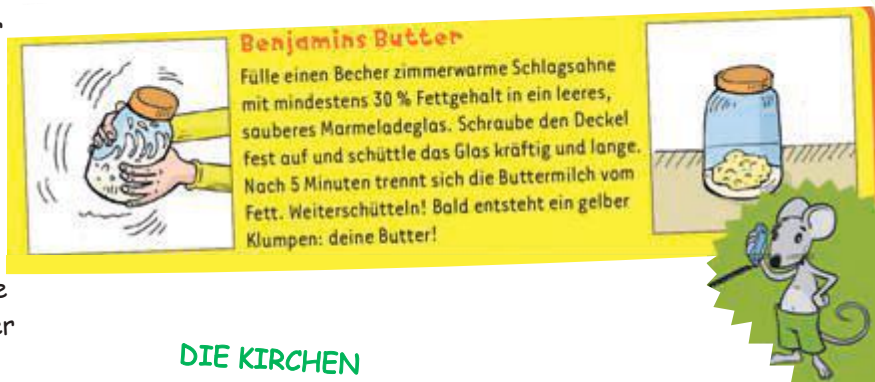 Benjamins Butter
Fülle einen Becher zimmerwarme Schlagsahne
mit mindestens 30 % Fettgehalt in ein leeres,
sauberes Marmeladeglas. Schraube den Deckel
fest auf und schüttle das Glas kräftig und lange.
Nach 5 Minuten trennt sich die Buttermilch vom
Fett. Weiterschütteln! Bald entsteht ein gelber
Klumpen: deine Butter!
DIE KIRCHEN